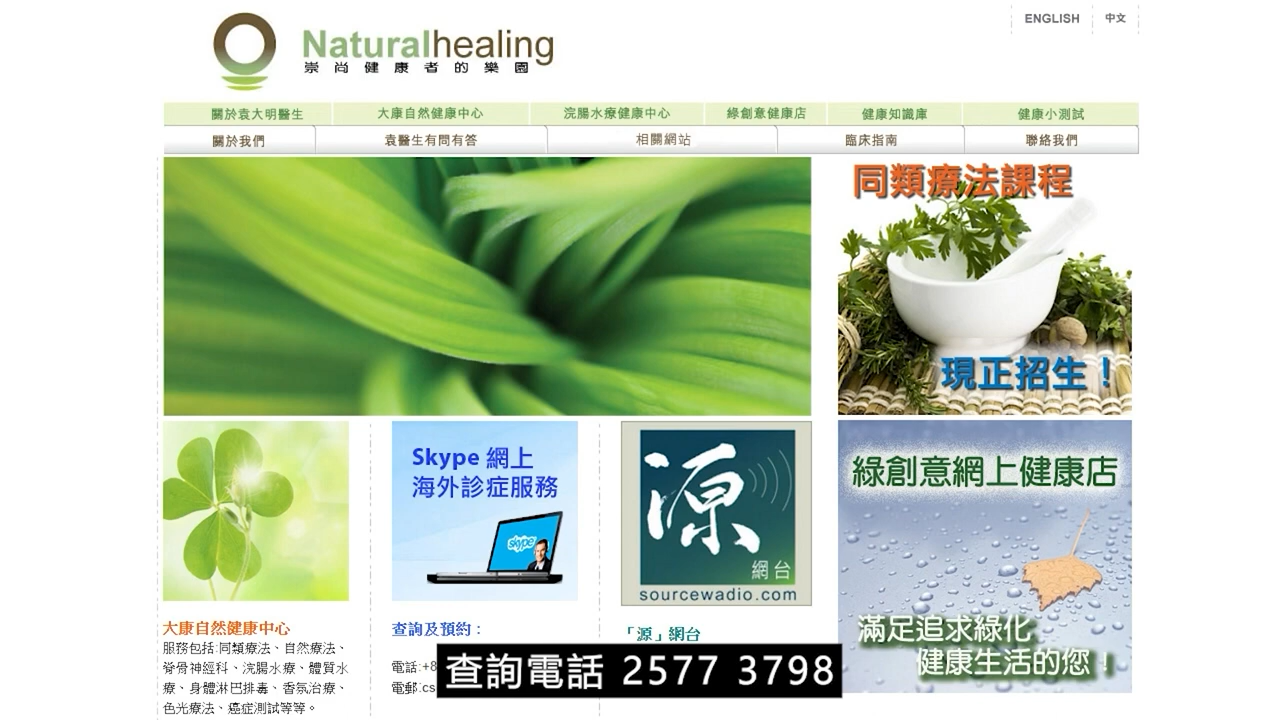 ENGLISH 中文
Naturalhealing
崇尚健康者的樂園
關於袁大明醫生 大康自然健康中心 浣腸水療健康中心 綠創意健康店 健康知識庫 健康小測試
關於我們 袁醫生有問有答 相關網站 臨床指南 聯絡我們
同類療法課程
現正招生！
Skype 網上
海外診症服務
skype
源
網台
sourcewadio.com
綠創意網上健康店
滿足追求綠化
健康生活的您！
大康自然健康中心
服務包括:同類療法、自然療法、
脊骨神經科、浣腸水療、體質水
療、身體淋巴排毒、香氛治療、
色光療法、癌症測試等等。
查詢及預約：
電話:+8
電郵:cs
「源」網台
查詢電話 2577 3798